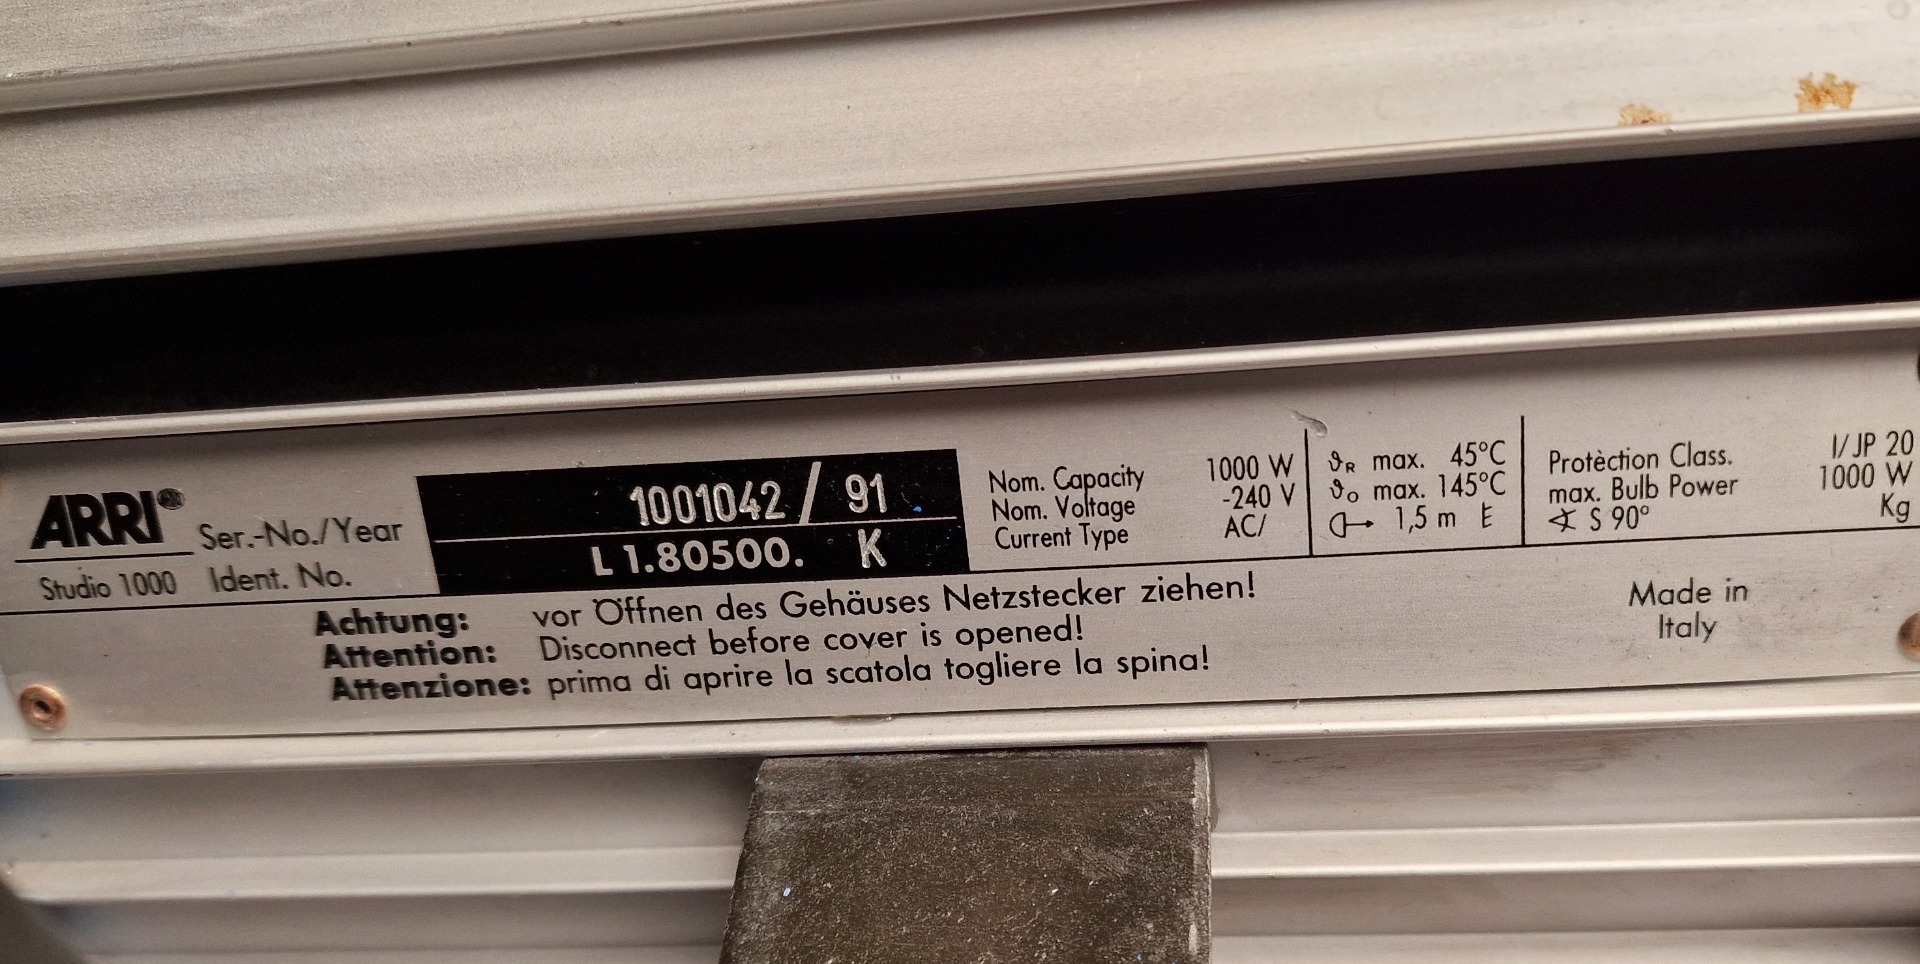 ARRI® Ser.-No./Year 1001042 / 91
Studio 1000 Ident. No. L 1.80500. K
Nom. Capacity 1000 W
Nom. Voltage -240 V
Current Type AC/
ϑR max. 45°C
ϑo max. 145°C
1,5 m E
Protèction Class. I/JP 20
max. Bulb Power 1000 W
∢ S 90° Kg
Achtung: vor Öffnen des Gehäuses Netzstecker ziehen!
Attention: Disconnect before cover is opened!
Attenzione: prima di aprire la scatola togliere la spina!
Made in
Italy